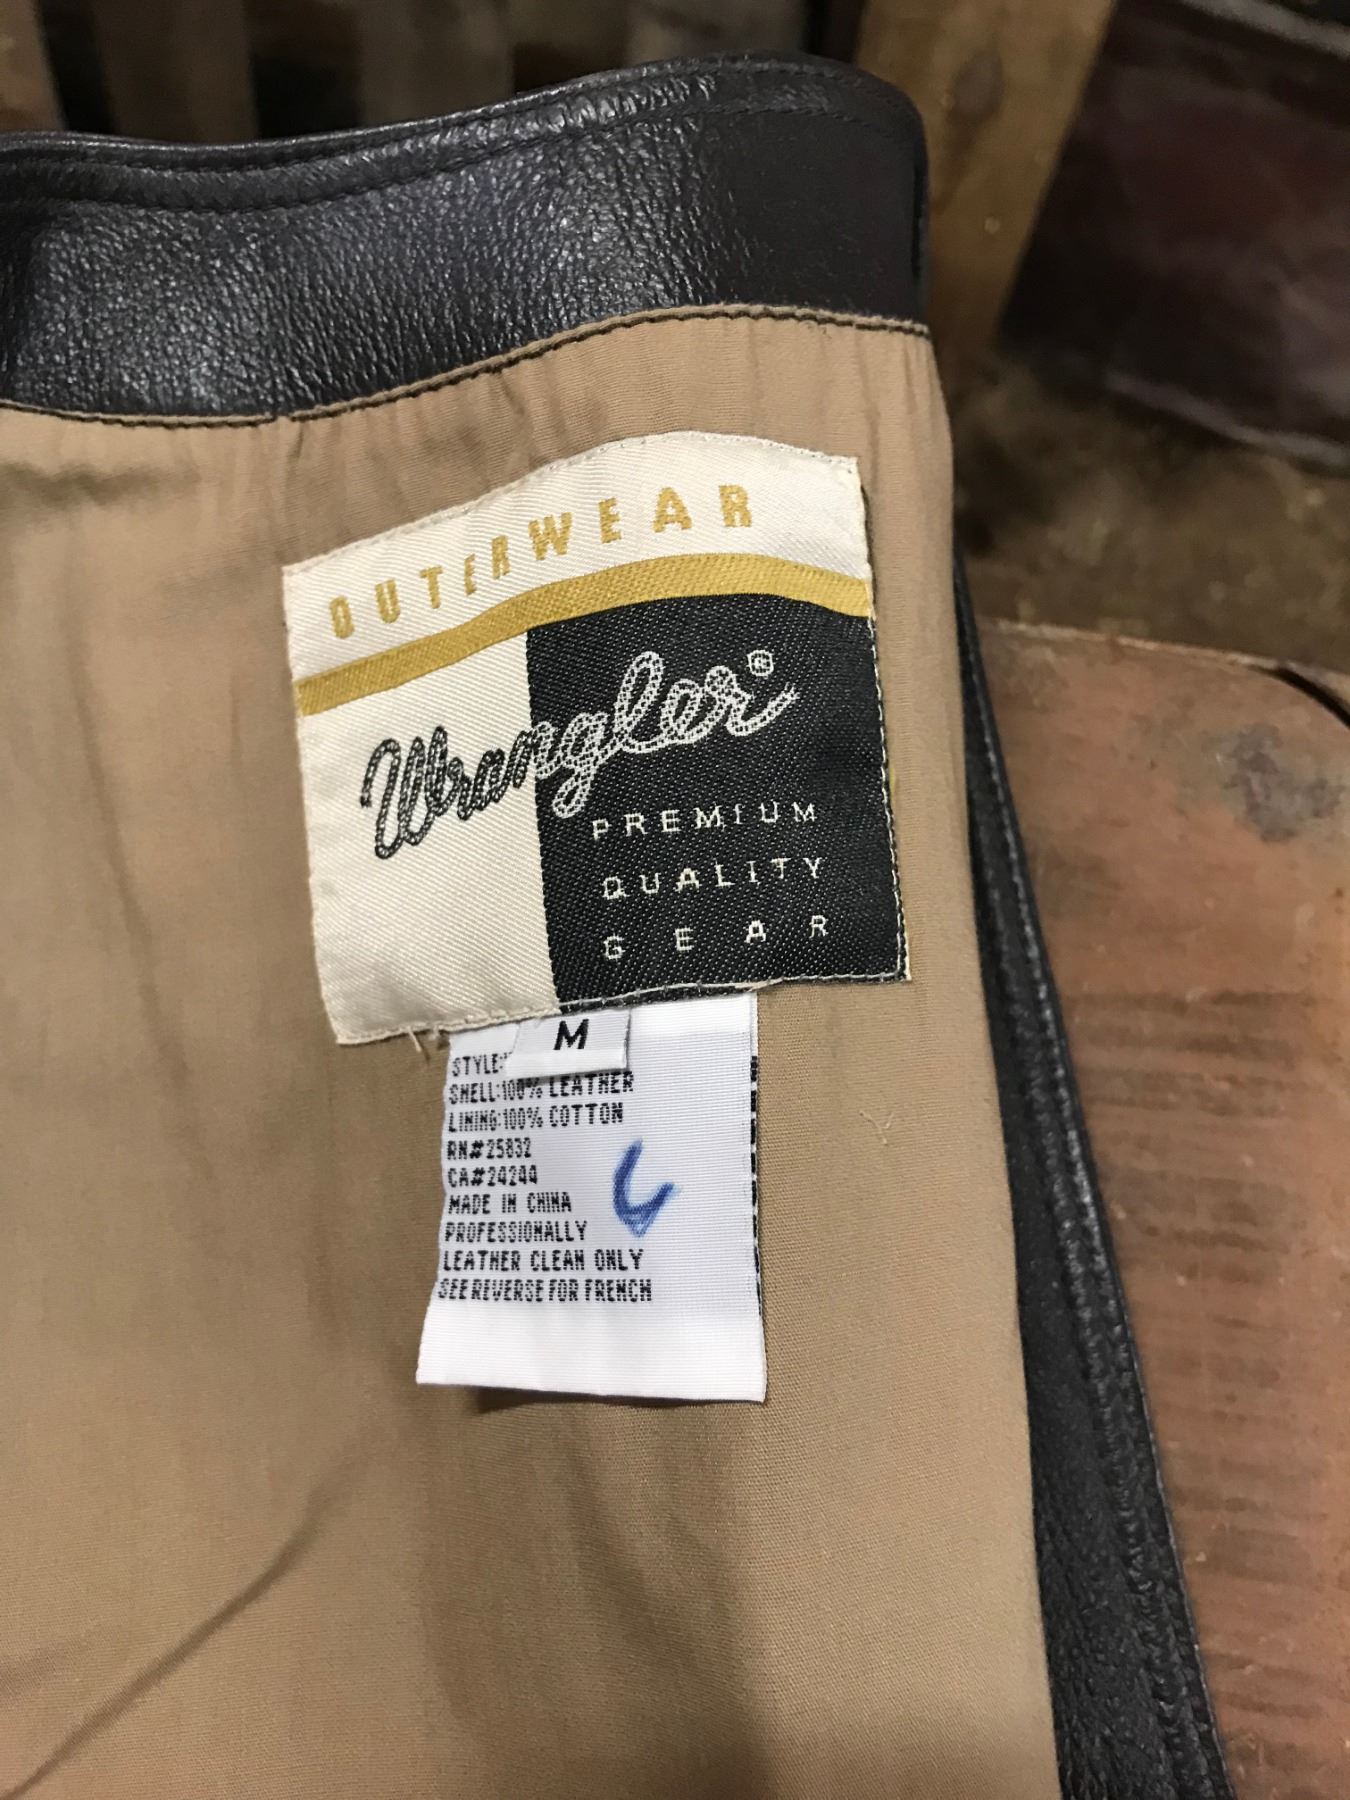 OUTERWEAR
Wrangler®
PREMIUM
QUALITY
GEAR
M
STYLE:
SHELL:100% LEATHER
LINING:100% COTTON
RN#25832
CA#24244
MADE IN CHINA
PROFESSIONALLY
LEATHER CLEAN ONLY
SEE REVERSE FOR FRENCH